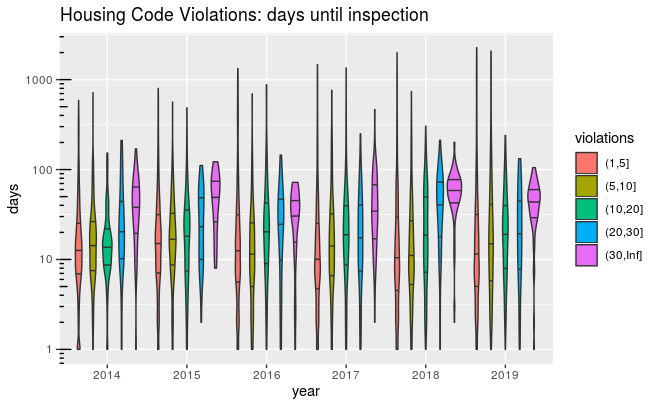 Housing Code Violations: days until inspection
days
1000
100
10
1
2014 2015 2016 2017 2018 2019
year
violations
(1,5]
(5,10]
(10,20]
(20,30]
(30,Inf]